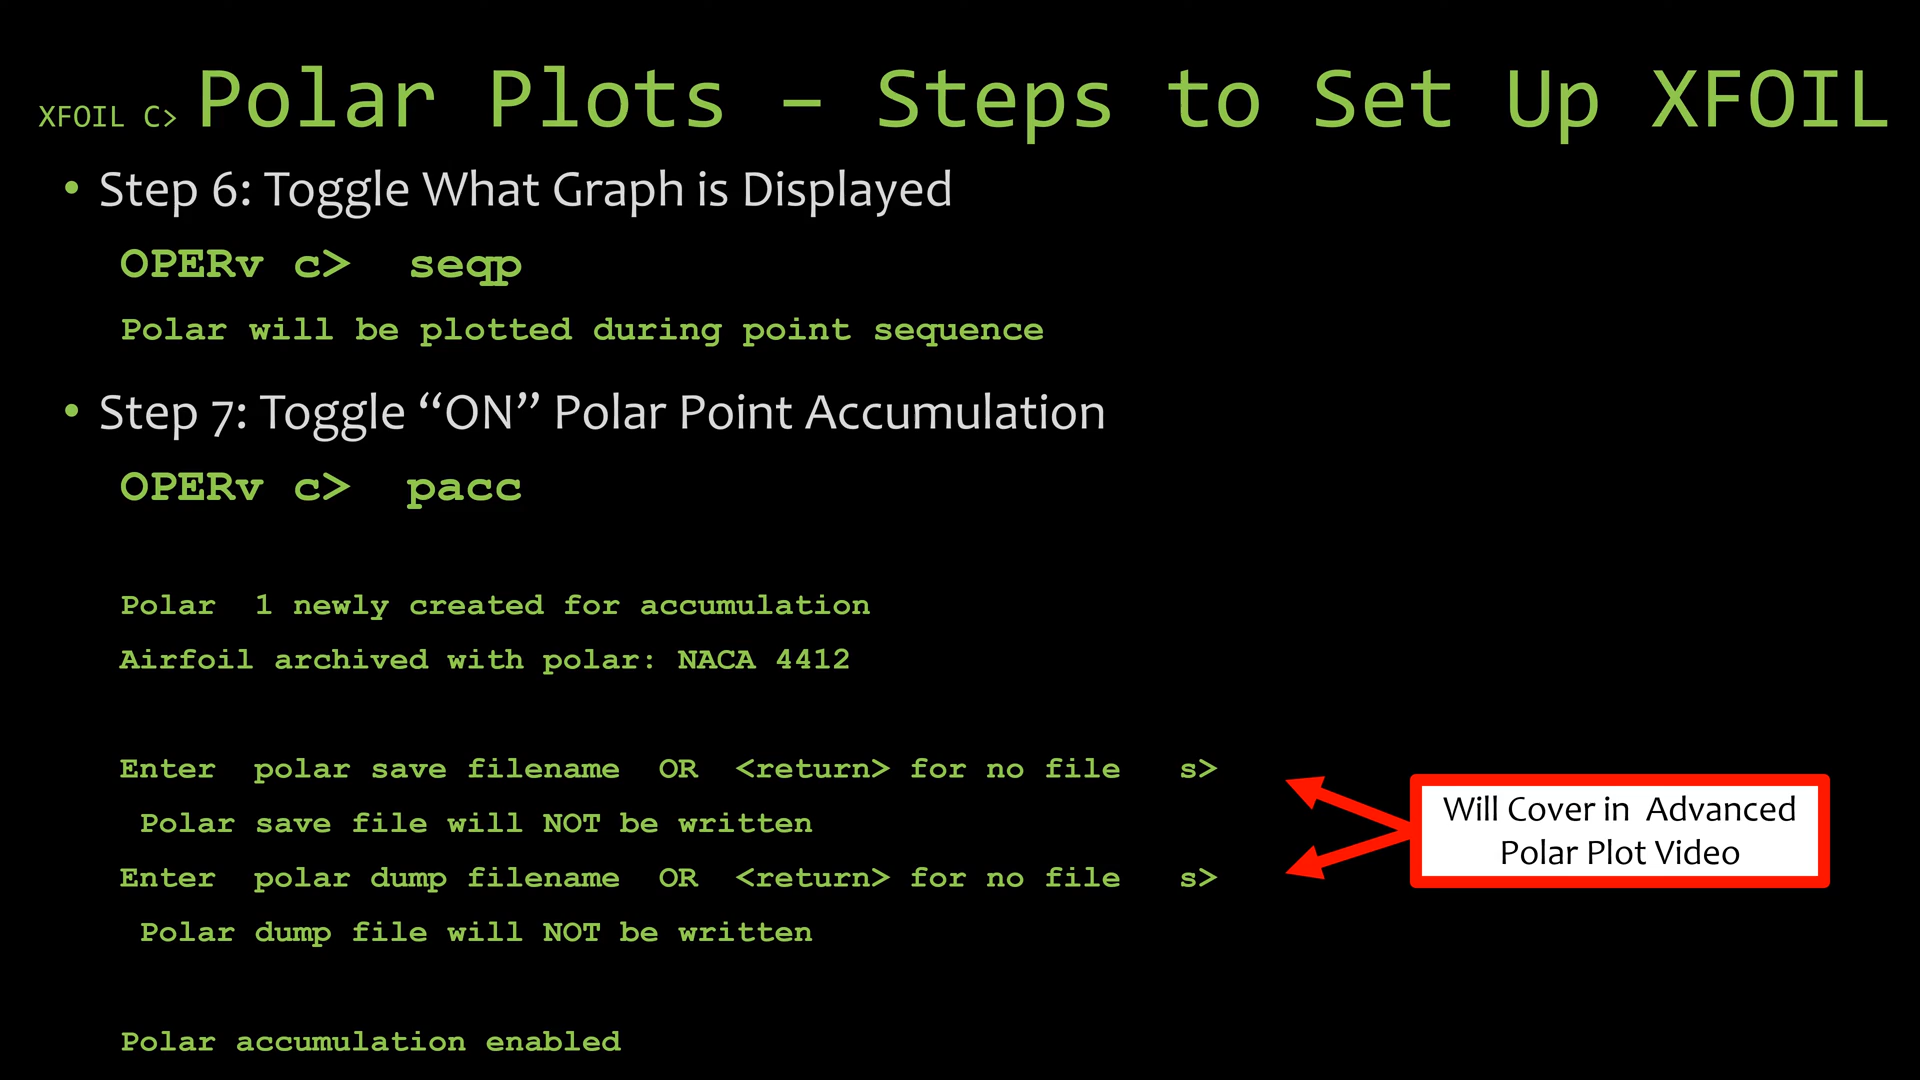 XFOIL C> Polar Plots – Steps to Set Up XFOIL
• Step 6: Toggle What Graph is Displayed
OPERv c> seqp
Polar will be plotted during point sequence
• Step 7: Toggle “ON” Polar Point Accumulation
OPERv c> pacc
Polar 1 newly created for accumulation
Airfoil archived with polar: NACA 4412
Enter polar save filename OR <return> for no file s>
Polar save file will NOT be written
Enter polar dump filename OR <return> for no file s>
Polar dump file will NOT be written
Will Cover in Advanced
Polar Plot Video
Polar accumulation enabled